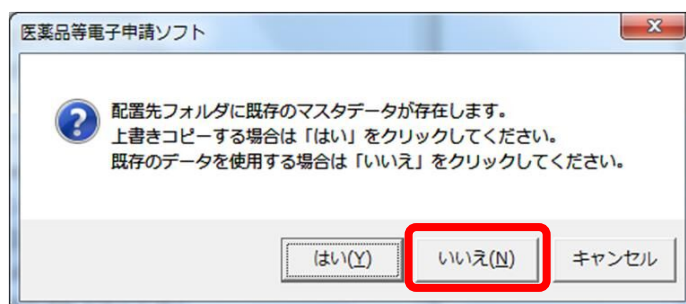 医薬品等電子申請ソフト
配置先フォルダに既存のマスタデータが存在します。
上書きコピーする場合は「はい」をクリックしてください。
既存のデータを使用する場合は「いいえ」をクリックしてください。
はい(Y) いいえ(N) キャンセル